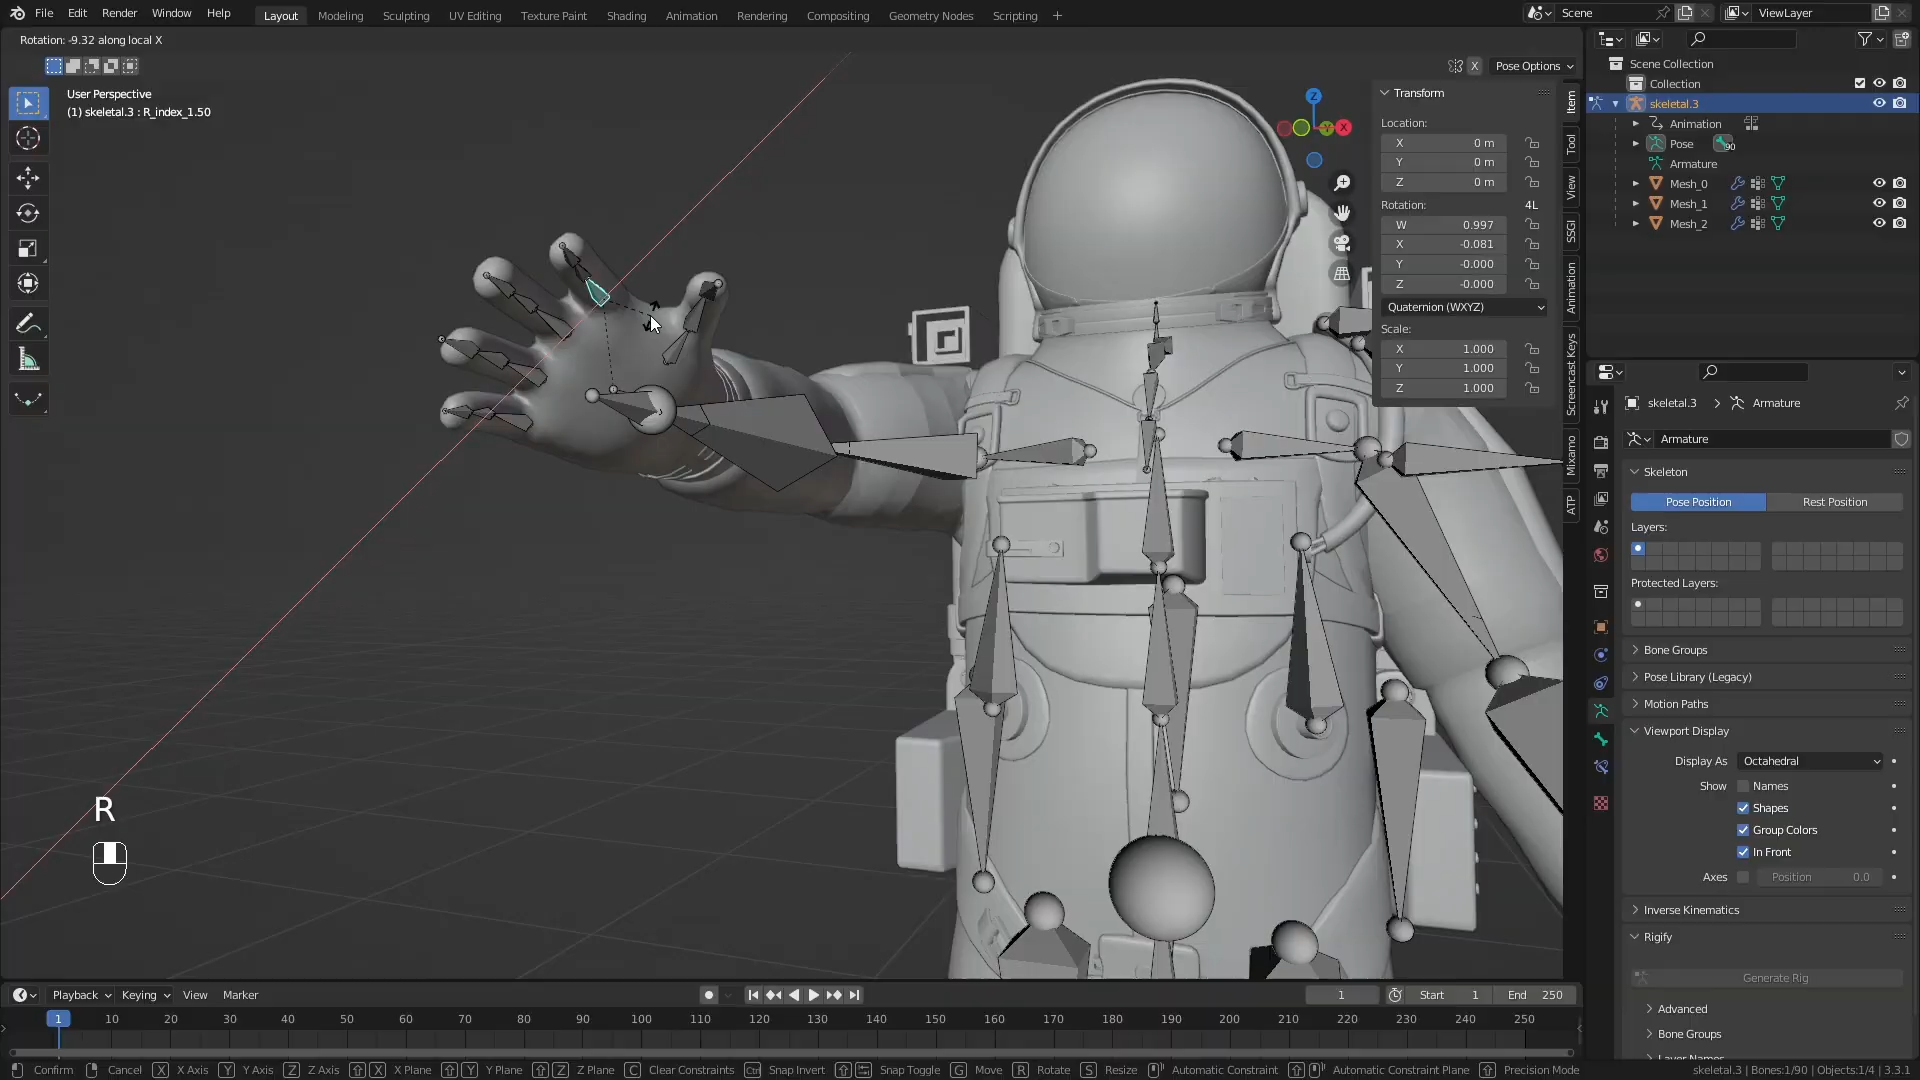 File Edit Render Window Help Layout Modeling Sculpting UV Editing Texture Paint Shading Animation Rendering Compositing Geometry Nodes Scripting + Scene ViewLayer
Rotation: -9.32 along local X
X Pose Options
User Perspective
(1) skeletal.3 : R_index_1.50
Z
X
Transform
Location:
X 0 m
Y 0 m
Z 0 m
Rotation: 4L
W 0.997
X -0.081
Y -0.000
Z -0.000
Quaternion (WXYZ)
Scale:
X 1.000
Y 1.000
Z 1.000
Item
Tool
View
SSGI
Animation
Screencast Keys
Mixamo
ATP
Scene Collection
Collection
skeletal.3
Animation
Pose 90
Armature
Mesh_0
Mesh_1
Mesh_2
skeletal.3 > Armature
Armature
Skeleton
Pose Position Rest Position
Layers:
Protected Layers:
Bone Groups
Pose Library (Legacy)
Motion Paths
Viewport Display
Display As Octahedral
Show Names
Shapes
Group Colors
In Front
Axes Position 0.0
Inverse Kinematics
Rigify
Generate Rig
Advanced
Bone Groups
Layer Names
R
Playback Keying View Marker 1 Start 1 End 250
1 10 20 30 40 50 60 70 80 90 100 110 120 130 140 150 160 170 180 190 200 210 220 230 240 250
Confirm Cancel X X Axis Y Y Axis Z Z Axis X X Plane Y Y Plane Z Z Plane C Clear Constraints Ctrl Snap Invert Snap Toggle G Move R Rotate S Resize Automatic Constraint Automatic Constraint Plane Precision Mode skeletal.3 | Bones:1/90 | Objects:1/4 | 3.3.1